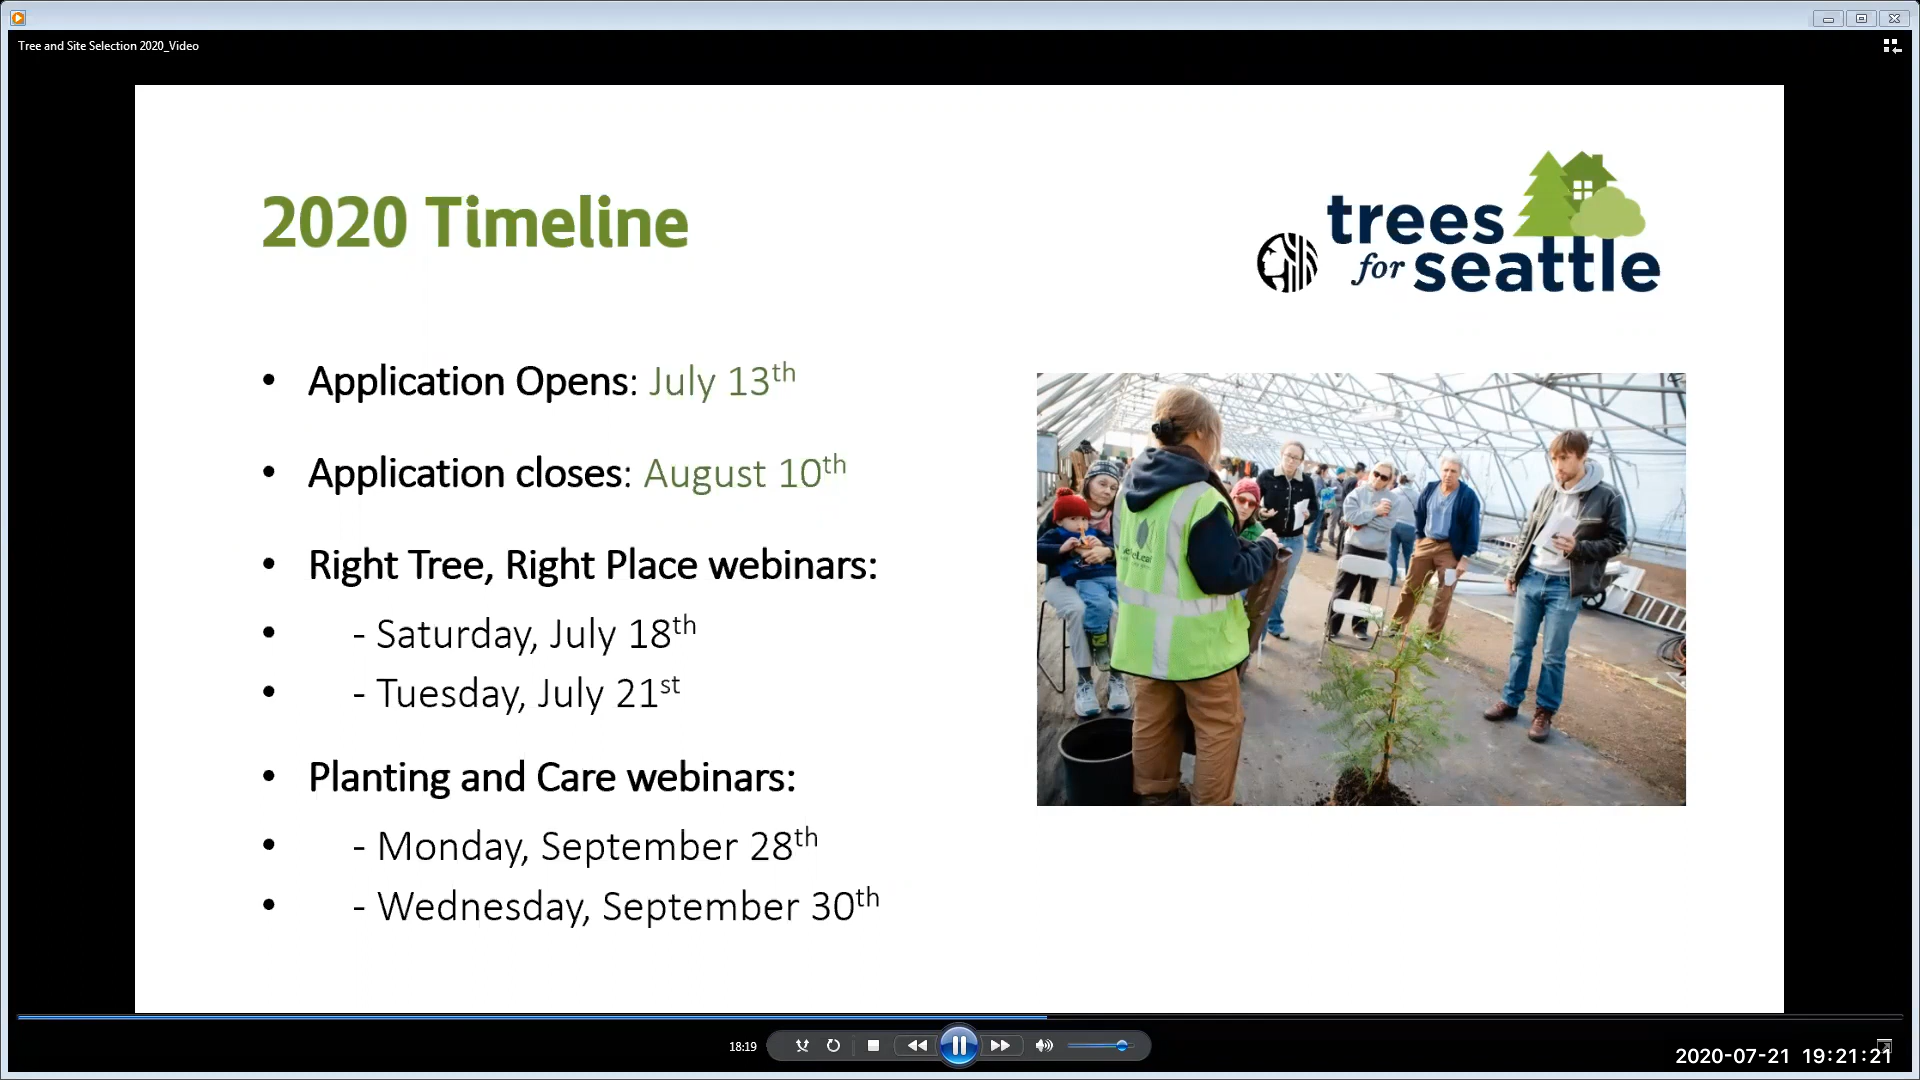 Tree and Site Selection 2020_Video
2020 Timeline
trees
for seattle
• Application Opens: July 13th
• Application closes: August 10th
• Right Tree, Right Place webinars:
• - Saturday, July 18th
• - Tuesday, July 21st
• Planting and Care webinars:
• - Monday, September 28th
• - Wednesday, September 30th
18:19
2020-07-21 19:21:21